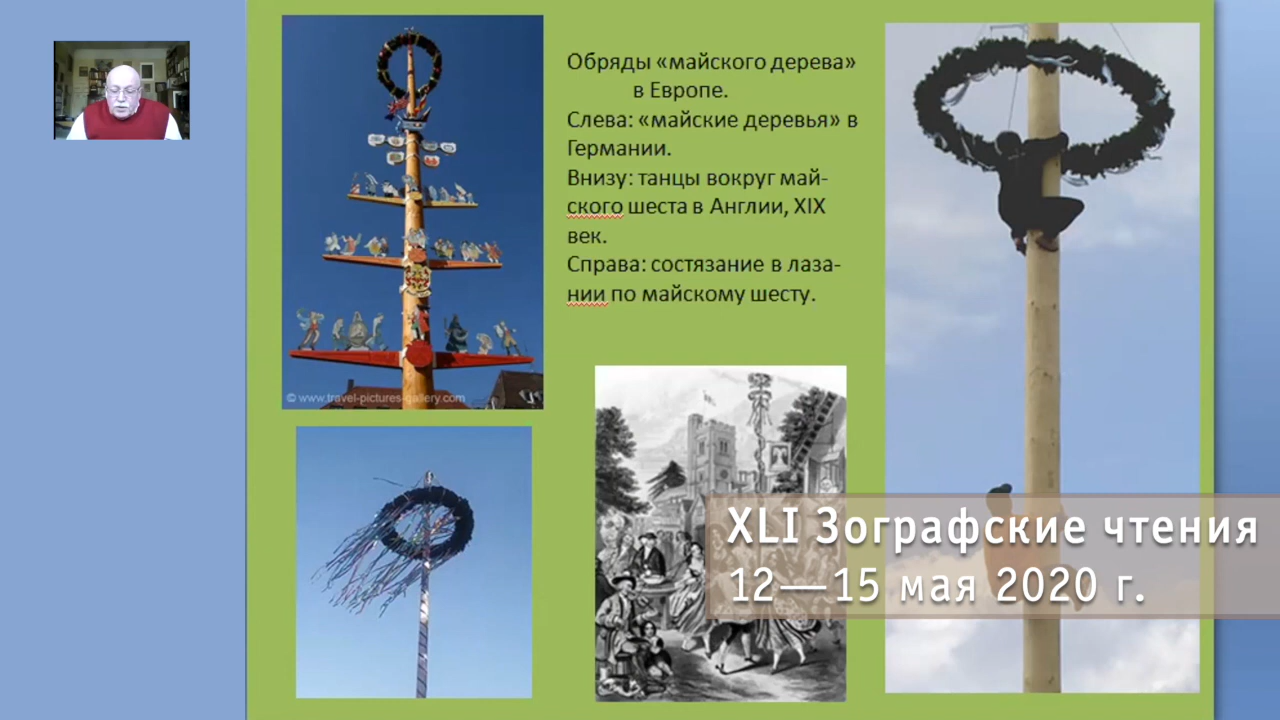 Обряды «майского дерева»
в Европе.
Слева: «майские деревья» в
Германии.
Внизу: танцы вокруг май-
ского шеста в Англии, XIX
век.
Справа: состязание в лаза-
нии по майскому шесту.
© www.travel-pictures-gallery.com
XLI Зографские чтения
12—15 мая 2020 г.